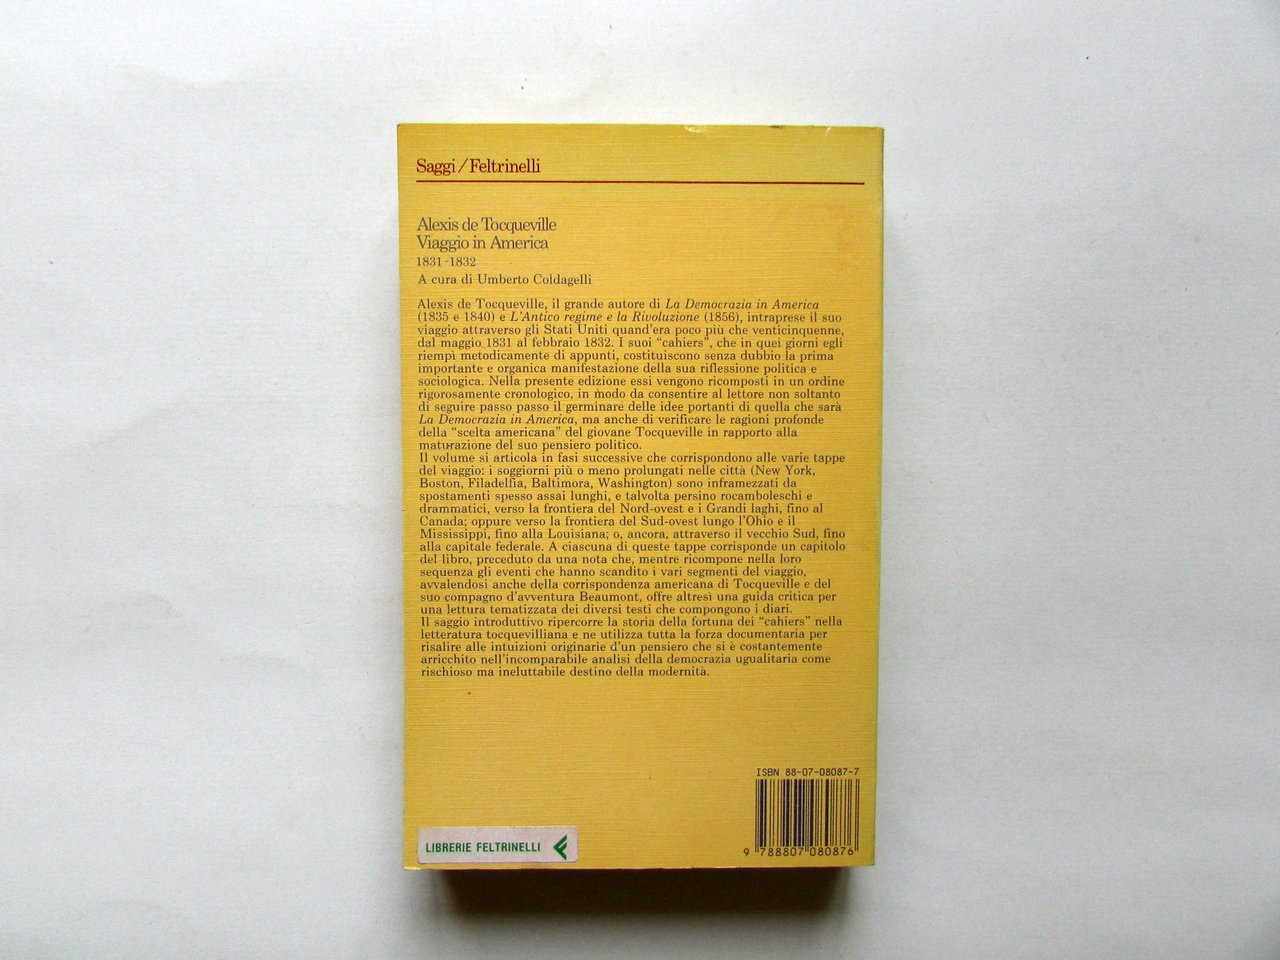 Saggi/Feltrinelli
Alexis de Tocqueville
Viaggio in America
1831-1832
A cura di Umberto Coldagelli
Alexis de Tocqueville, il grande autore di La Democrazia in America
(1835 e 1840) e L'Antico regime e la Rivoluzione (1856), intraprese il suo
viaggio attraverso gli Stati Uniti quand'era poco più che venticinquenne,
dal maggio 1831 al febbraio 1832. I suoi "cahiers", che in quei giorni egli
riempì metodicamente di appunti, costituiscono senza dubbio la prima
importante e organica manifestazione della sua riflessione politica e
sociologica. Nella presente edizione essi vengono ricomposti in un ordine
rigorosamente cronologico, in modo da consentire al lettore non soltanto
di seguire passo passo il germinare delle idee portanti di quella che sarà
La Democrazia in America, ma anche di verificare le ragioni profonde
della "scelta americana" del giovane Tocqueville in rapporto alla
maturazione del suo pensiero politico.
Il volume si articola in fasi successive che corrispondono alle varie tappe
del viaggio: i soggiorni più o meno prolungati nelle città (New York,
Boston, Filadelfia, Baltimora, Washington) sono inframezzati da
spostamenti spesso assai lunghi, e talvolta persino rocamboleschi e
drammatici, verso la frontiera del Nord-ovest e i Grandi laghi, fino al
Canada; oppure verso la frontiera del Sud-ovest lungo l'Ohio e il
Mississippi, fino alla Louisiana; o, ancora, attraverso il vecchio Sud, fino
alla capitale federale. A ciascuna di queste tappe corrisponde un capitolo
del libro, preceduto da una nota che, mentre ricompone nella loro
sequenza gli eventi che hanno scandito i vari segmenti del viaggio,
avvalendosi anche della corrispondenza americana di Tocqueville e del
suo compagno d'avventura Beaumont, offre altresì una guida critica per
una lettura tematizzata dei diversi testi che compongono i diari.
Il saggio introduttivo ripercorre la storia della fortuna dei "cahiers" nella
letteratura tocquevilliana e ne utilizza tutta la forza documentaria per
risalire alle intuizioni originarie d'un pensiero che si è costantemente
arricchito nell'incomparabile analisi della democrazia ugualitaria come
rischioso ma ineluttabile destino della modernità.
ISBN 88-07-08087-7
9 788807 080876
LIBRERIE FELTRINELLI